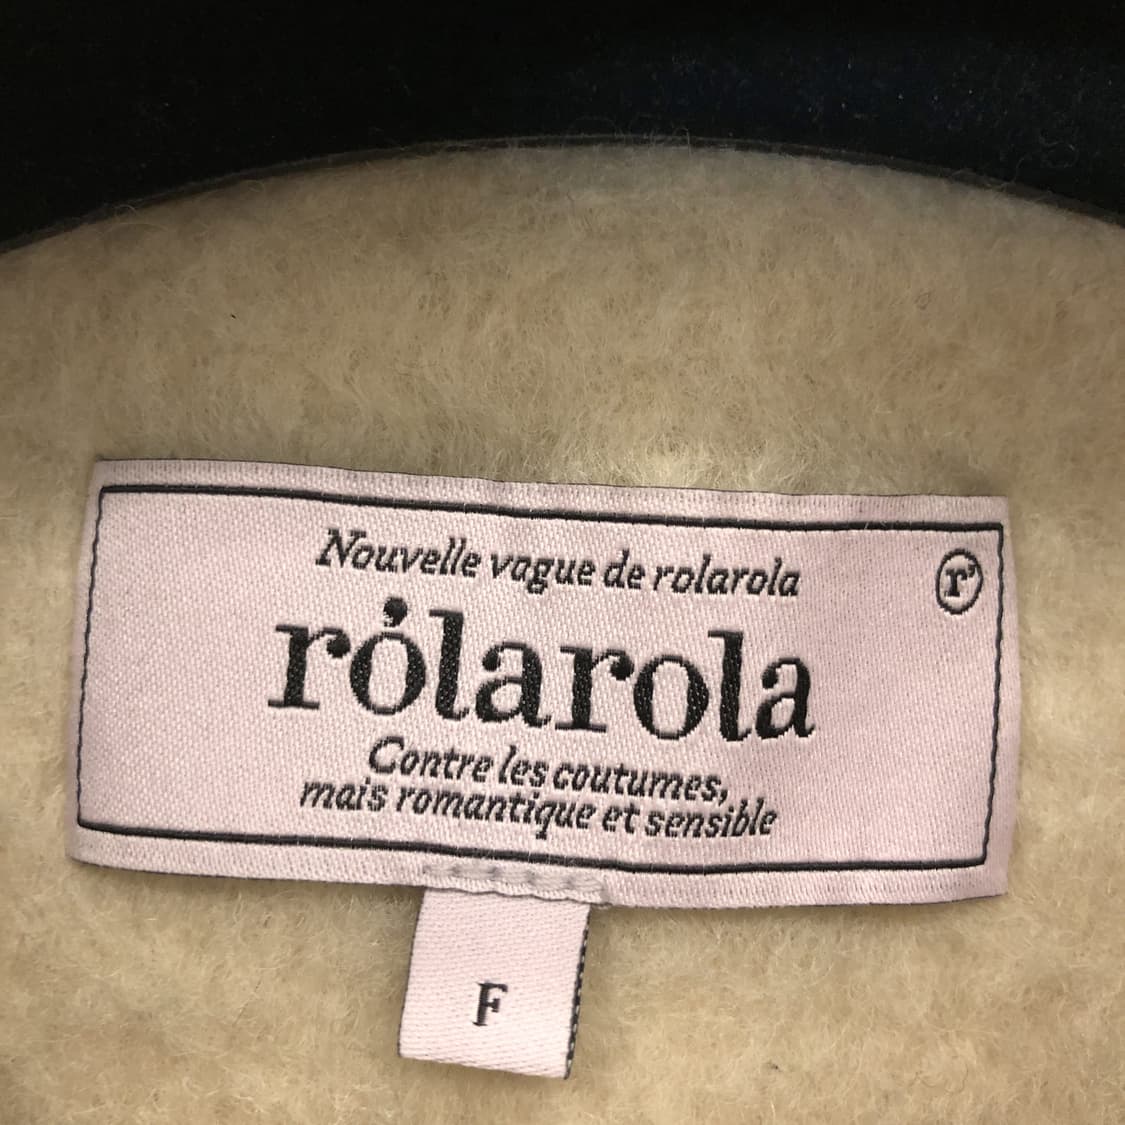 Nouvelle vague de rolarola
r'
rólarola
Contre les coutumes,
mais romantique et sensible
F